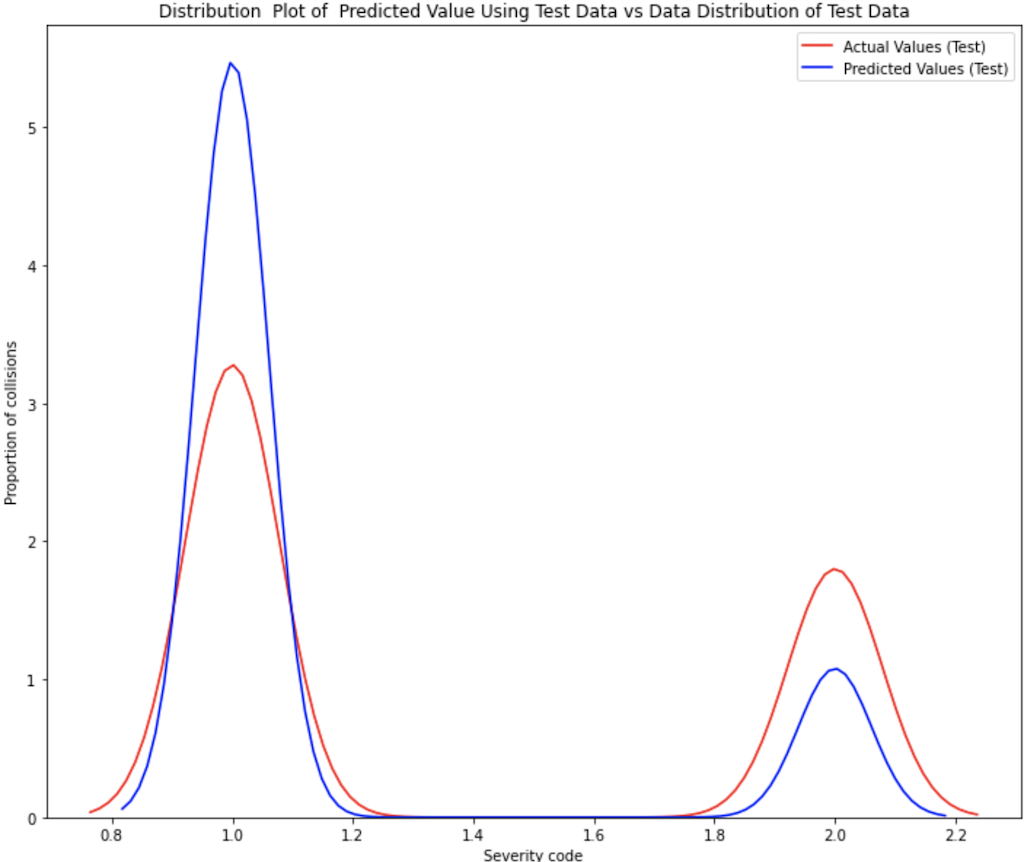 Distribution  Plot of  Predicted Value Using Test Data vs Data Distribution of Test Data
Actual Values (Test)
Predicted Values (Test)
Proportion of collisions
5
4
3
2
1
0
0.8 1.0 1.2 1.4 1.6 1.8 2.0 2.2
Severity code